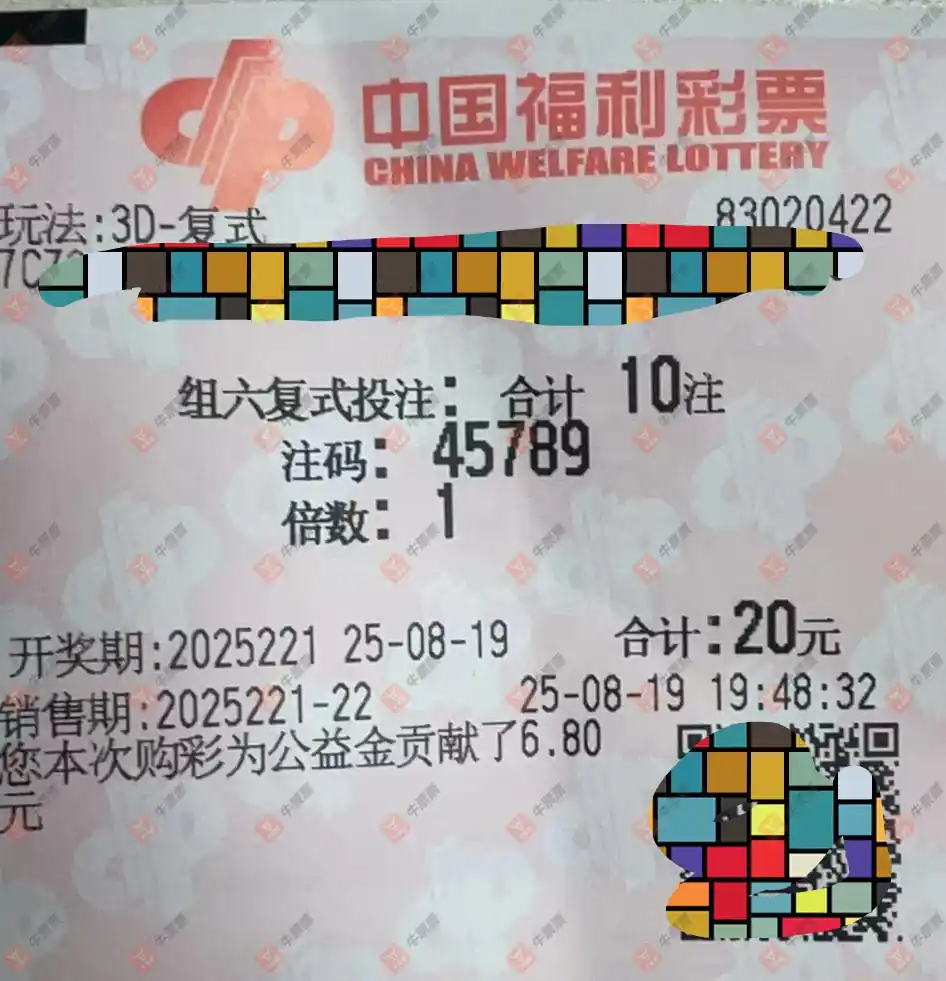 中国福利彩票
CHINA WELFARE LOTTERY
玩法:3D-复式 83020422
组六复式投注: 合计 10注
注码: 45789
倍数: 1
开奖期:2025221 25-08-19 合计:20元
销售期:2025221-22 25-08-19 19:48:32
您本次购彩为公益金贡献了6.80
元
牛票票